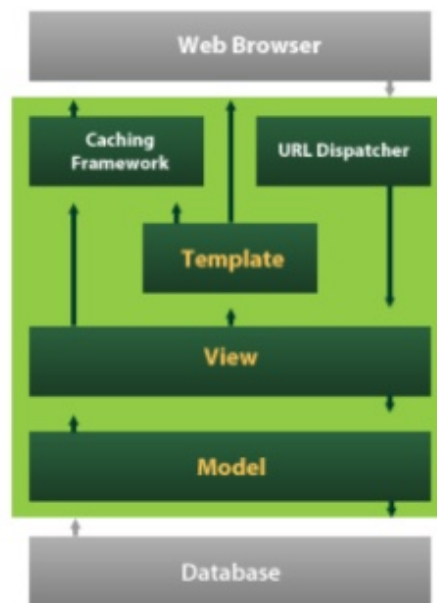 Web Browser
Caching
Framework
URL Dispatcher
Template
View
Model
Database